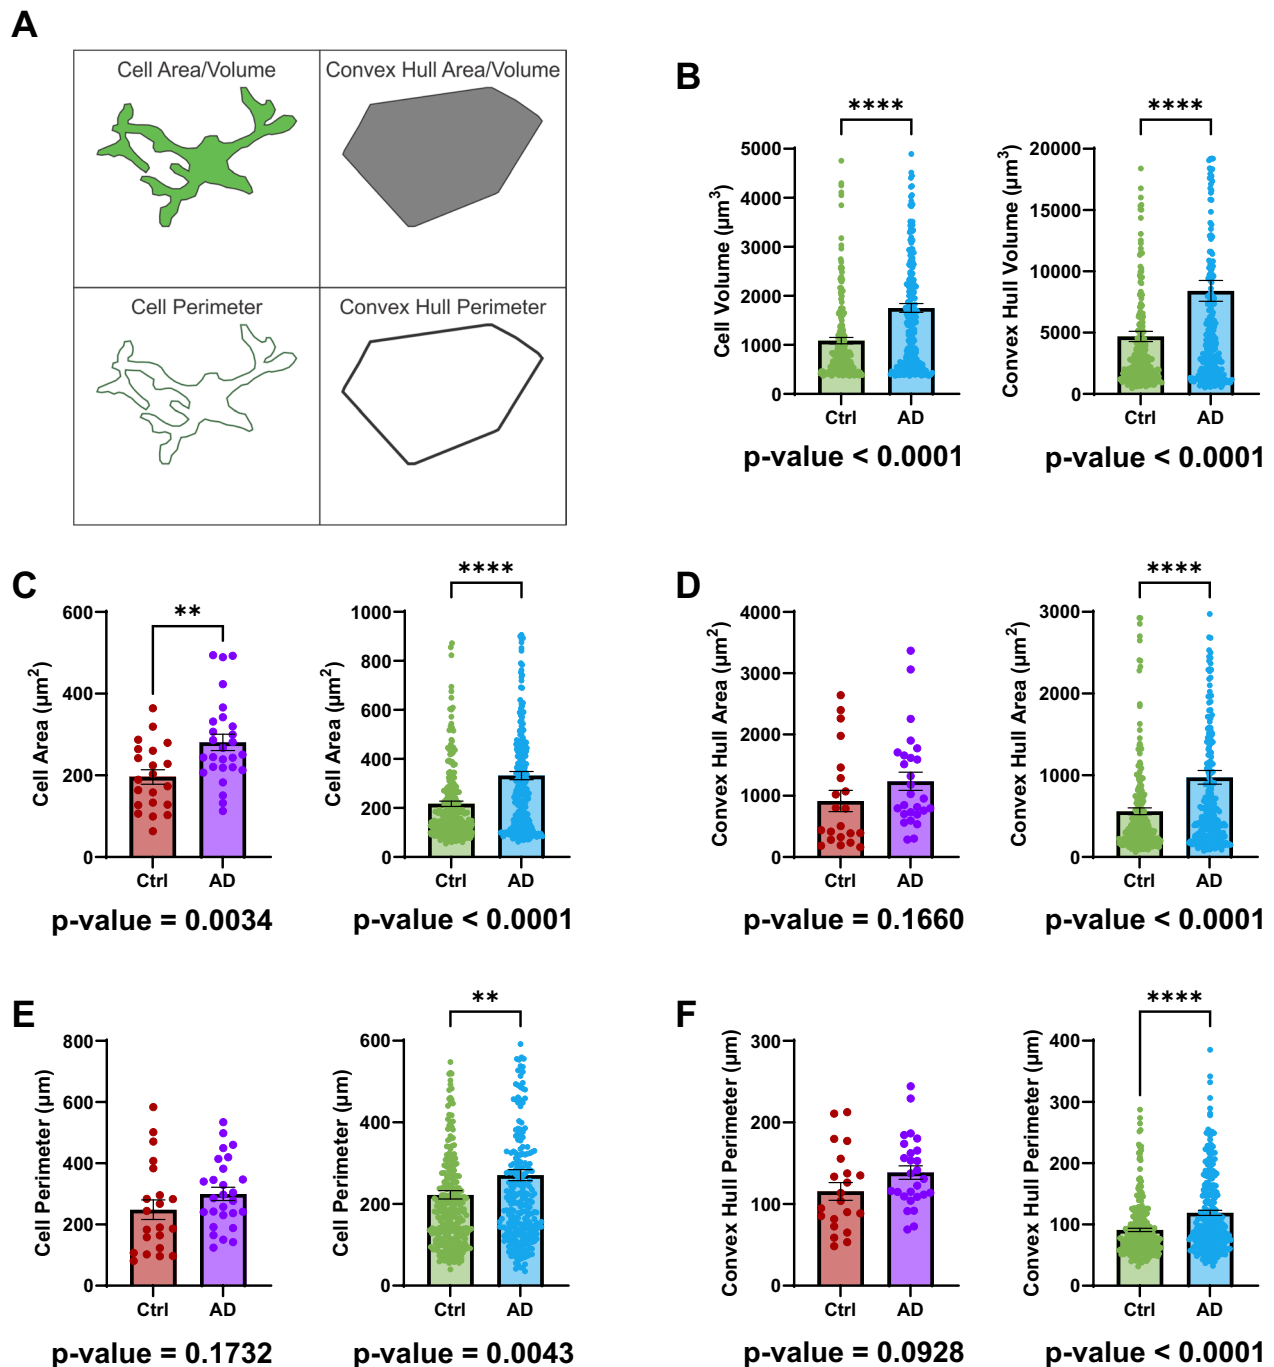 A
Cell Area/Volume
Convex Hull Area/Volume
Cell Perimeter
Convex Hull Perimeter
B
****
Cell Volume (µm³)
5000
4000
3000
2000
1000
0
Ctrl
AD
p-value < 0.0001
****
Convex Hull Volume (µm³)
20000
15000
10000
5000
0
Ctrl
AD
p-value < 0.0001
C
**
Cell Area (µm²)
600
400
200
0
Ctrl
AD
p-value = 0.0034
****
Cell Area (µm²)
1000
800
600
400
200
0
Ctrl
AD
p-value < 0.0001
D
Convex Hull Area (µm²)
4000
3000
2000
1000
0
Ctrl
AD
p-value = 0.1660
****
Convex Hull Area (µm²)
3000
2000
1000
0
Ctrl
AD
p-value < 0.0001
E
Cell Perimeter (µm)
800
600
400
200
0
Ctrl
AD
p-value = 0.1732
**
Cell Perimeter (µm)
600
400
200
0
Ctrl
AD
p-value = 0.0043
F
Convex Hull Perimeter (µm)
300
200
100
0
Ctrl
AD
p-value = 0.0928
****
Convex Hull Perimeter (µm)
400
300
200
100
0
Ctrl
AD
p-value < 0.0001